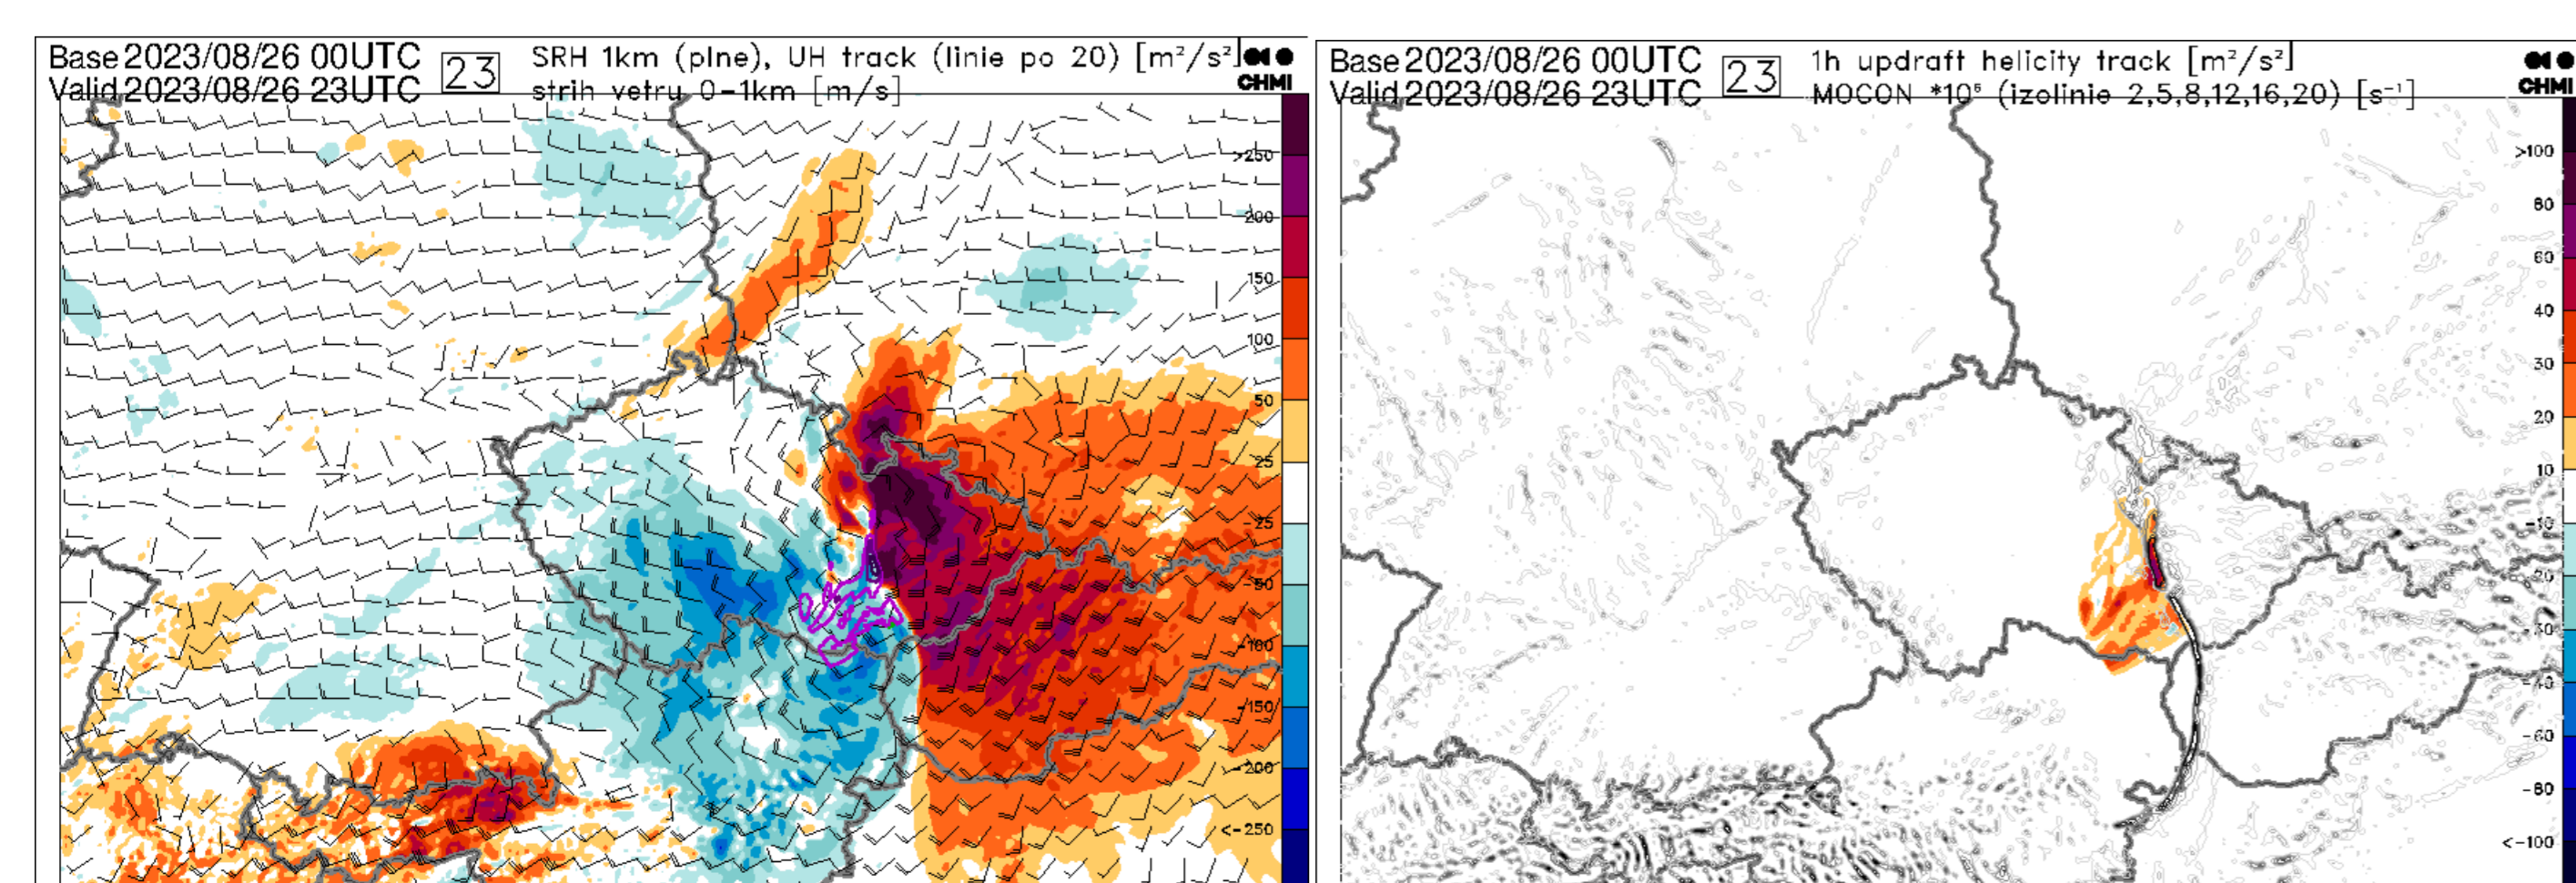 Base 2023/08/26 00UTC
Valid 2023/08/26 23UTC
23
SRH 1km (plne), UH track (linie po 20) [m²/s²]
strih vetru 0-1km [m/s]
CHMI
>250
200
150
100
50
25
-25
-50
-100
-150
-200
<-250
Base 2023/08/26 00UTC
Valid 2023/08/26 23UTC
23
1h updraft helicity track [m²/s²]
MOCON *10⁵ (izolinie 2,5,8,12,16,20) [s⁻¹]
CHMI
>100
80
60
40
30
20
10
-10
-20
-30
-40
-60
-80
<-100